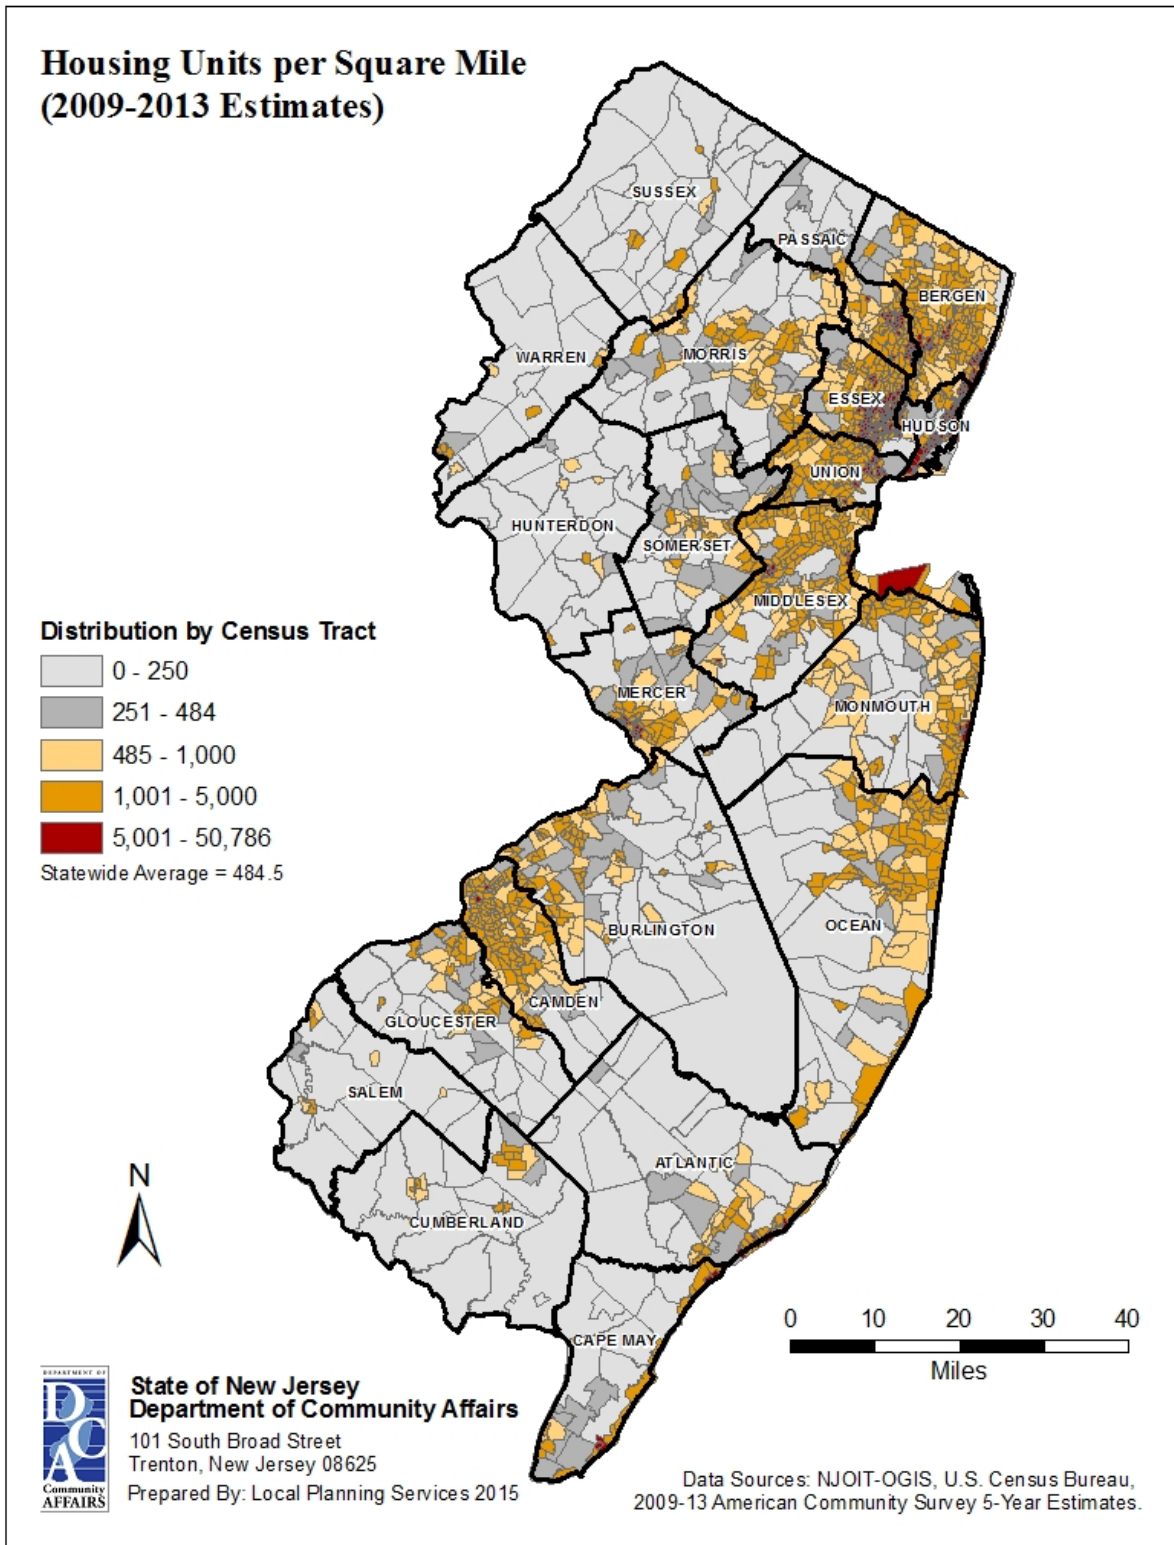 Housing Units per Square Mile
(2009-2013 Estimates)
SUSSEX
PASSAIC
BERGEN
WARREN
MORRIS
ESSEX
HUDSON
UNION
HUNTERDON
SOMERSET
MIDDLESEX
Distribution by Census Tract
0 - 250
251 - 484
485 - 1,000
1,001 - 5,000
5,001 - 50,786
Statewide Average = 484.5
MERCER
MONMOUTH
OCEAN
BURLINGTON
CAMDEN
GLOUCESTER
SALEM
ATLANTIC
CUMBERLAND
CAPE MAY
N
0 10 20 30 40
Miles
DEPARTMENT OF
DCA
Community
AFFAIRS
State of New Jersey
Department of Community Affairs
101 South Broad Street
Trenton, New Jersey 08625
Prepared By: Local Planning Services 2015
Data Sources: NJOIT-OGIS, U.S. Census Bureau,
2009-13 American Community Survey 5-Year Estimates.